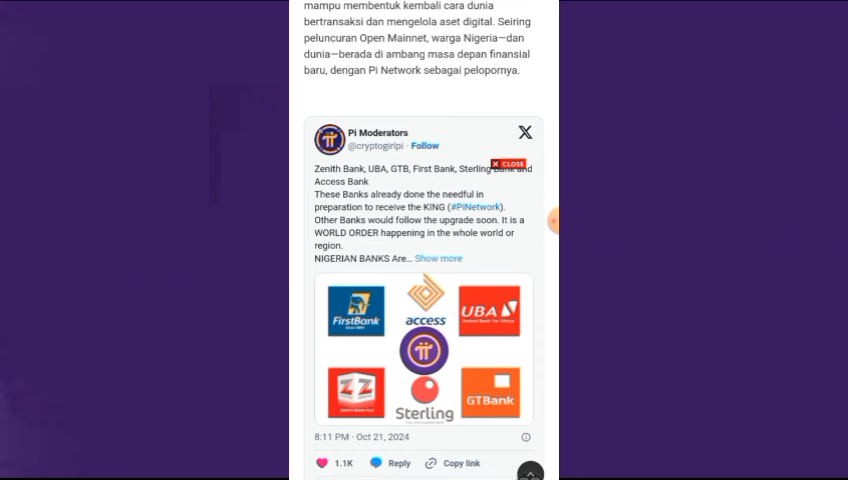 mampu membentuk kembali cara dunia
bertransaksi dan mengelola aset digital. Seiring
peluncuran Open Mainnet, warga Nigeria—dan
dunia—berada di ambang masa depan finansial
baru, dengan Pi Network sebagai pelopornya.
Pi Moderators
@cryptogirlpi · Follow
X CLOSE
Zenith Bank, UBA, GTB, First Bank, Sterling Bank and
Access Bank
These Banks already done the needful in
preparation to receive the KING (#PiNetwork).
Other Banks would follow the upgrade soon. It is a
WORLD ORDER happening in the whole world or
region.
NIGERIAN BANKS Are... Show more
FirstBank
access
UBA
United Bank For Africa
Sterling
GTBank
8:11 PM · Oct 21, 2024
1.1K Reply Copy link